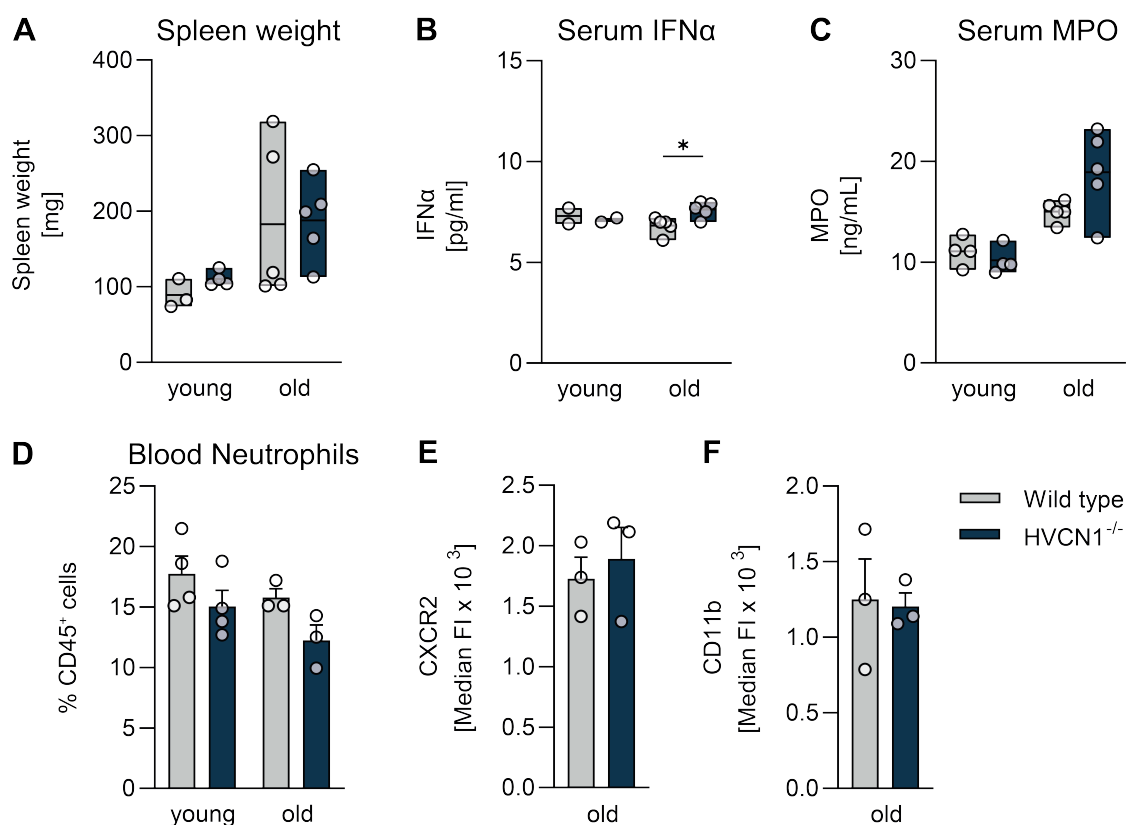 A Spleen weight
Spleen weight
[mg]
400
300
200
100
0
young old
B Serum IFNα
IFNα
[pg/ml]
15
10
5
0
*
young old
C Serum MPO
MPO
[ng/mL]
30
20
10
0
young old
D Blood Neutrophils
% CD45⁺ cells
25
20
15
10
5
0
young old
E
CXCR2
[Median FI x 10³]
2.5
2.0
1.5
1.0
0.5
0.0
old
F
CD11b
[Median FI x 10³]
2.0
1.5
1.0
0.5
0.0
old
Wild type
HVCN1⁻/⁻